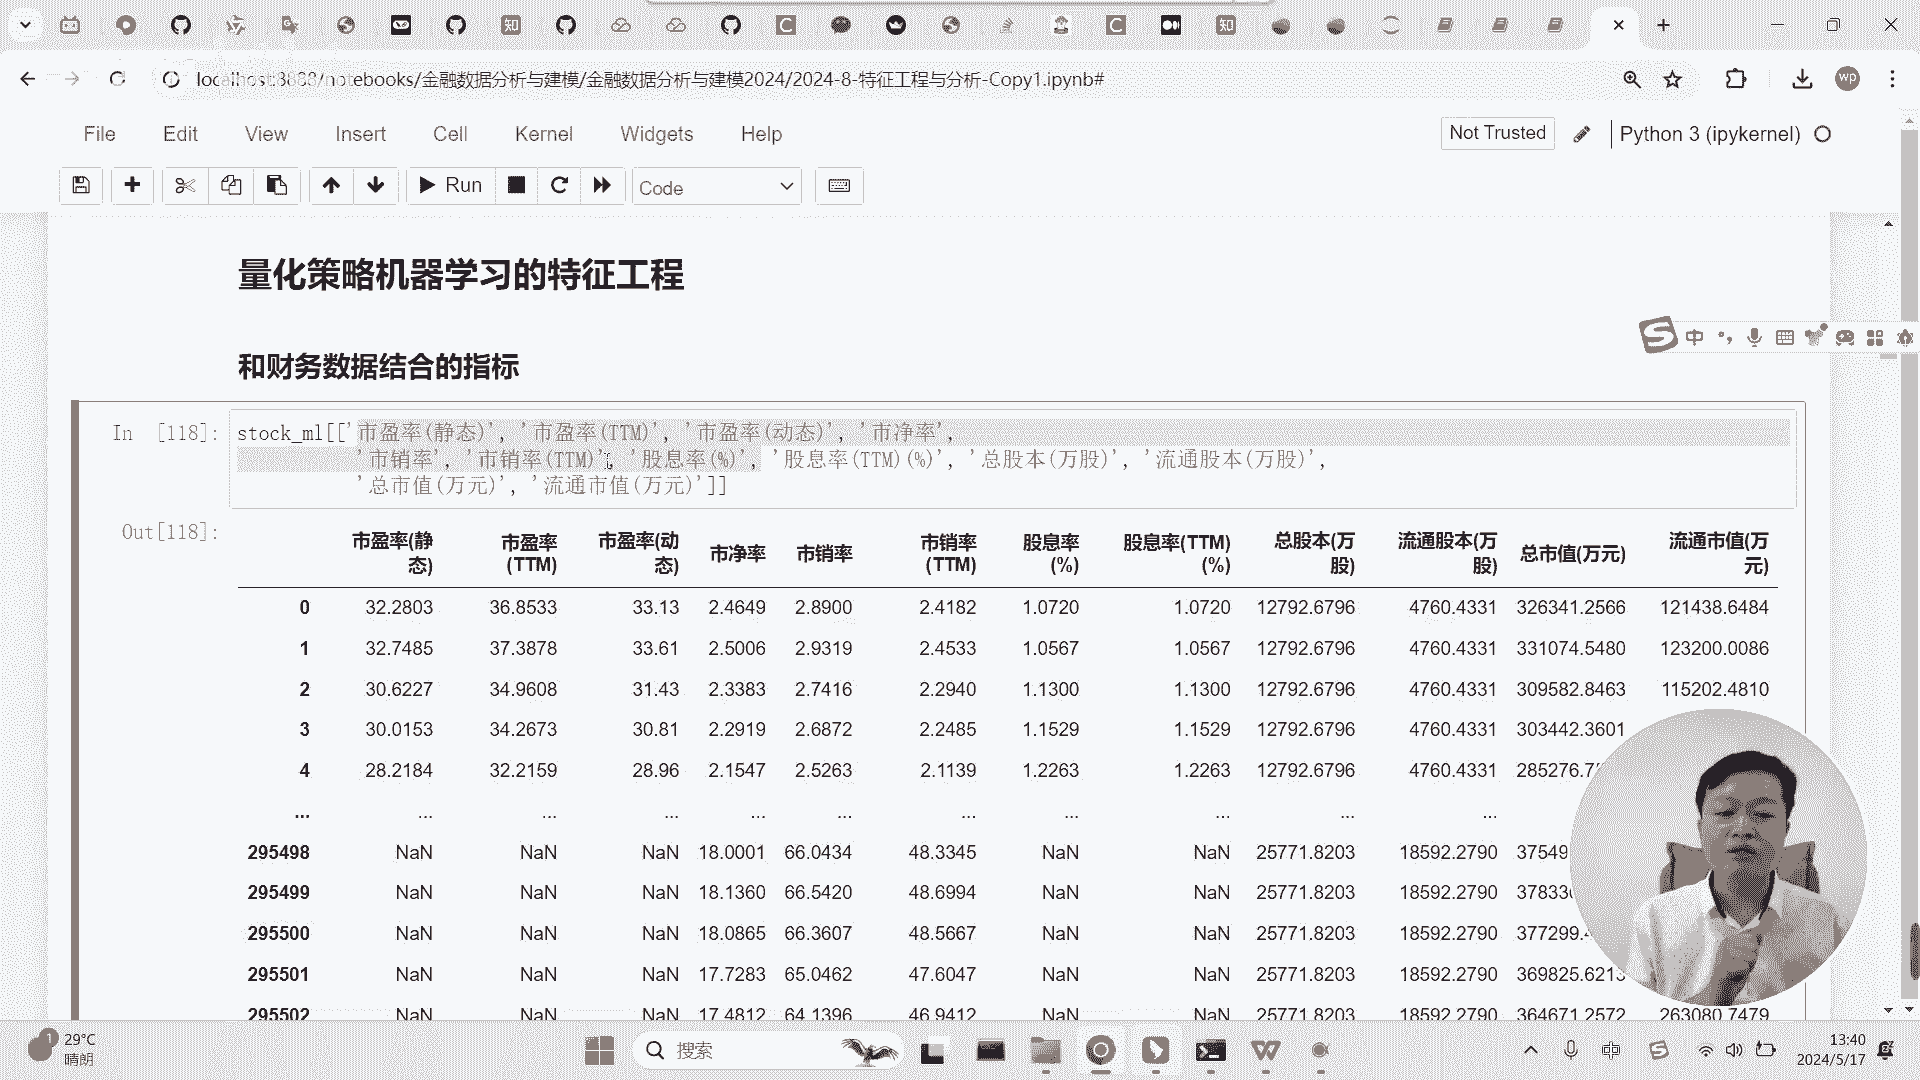 localhost:8888/notebooks/金融数据分析与建模/金融数据分析与建模2024/2024-8-特征工程与分析-Copy1.ipynb#
wp
File Edit View Insert Cell Kernel Widgets Help
Not Trusted
Python 3 (ipykernel)
Run
Code
量化策略机器学习的特征工程
中
和财务数据结合的指标
In [118]: stock_ml[['市盈率(静态)', '市盈率(TTM)', '市盈率(动态)', '市净率',
'市销率', '市销率(TTM)', '股息率(%)', '股息率(TTM)(%)', '总股本(万股)', '流通股本(万股)',
'总市值(万元)', '流通市值(万元)']]
Out[118]:
市盈率(静态) 市盈率(TTM) 市盈率(动态) 市净率 市销率 市销率(TTM) 股息率(%) 股息率(TTM)(%) 总股本(万股) 流通股本(万股) 总市值(万元) 流通市值(万元)
0 32.2803 36.8533 33.13 2.4649 2.8900 2.4182 1.0720 1.0720 12792.6796 4760.4331 326341.2566 121438.6484
1 32.7485 37.3878 33.61 2.5006 2.9319 2.4533 1.0567 1.0567 12792.6796 4760.4331 331074.5480 123200.0086
2 30.6227 34.9608 31.43 2.3383 2.7416 2.2940 1.1300 1.1300 12792.6796 4760.4331 309582.8463 115202.4810
3 30.0153 34.2673 30.81 2.2919 2.6872 2.2485 1.1529 1.1529 12792.6796 4760.4331 303442.3601
4 28.2184 32.2159 28.96 2.1547 2.5263 2.1139 1.2263 1.2263 12792.6796 4760.4331
... ... ... ... ... ... ... ... ... ... ...
295498 NaN NaN NaN 18.0001 66.0434 48.3345 NaN NaN 25771.8203 18592.2790
295499 NaN NaN NaN 18.1360 66.5420 48.6994 NaN NaN 25771.8203 18592.2790
295500 NaN NaN NaN 18.0865 66.3607 48.5667 NaN NaN 25771.8203 18592.2790
295501 NaN NaN NaN 17.7283 65.0462 47.6047 NaN NaN 25771.8203 18592.2790 369825.6213
295502 NaN NaN NaN 17.4812 64.1396 46.9412 NaN NaN 25771.8203 18592.2790 364671.2572 263080.7479
1
29°C
晴朗
搜索
中
13:40
2024/5/17